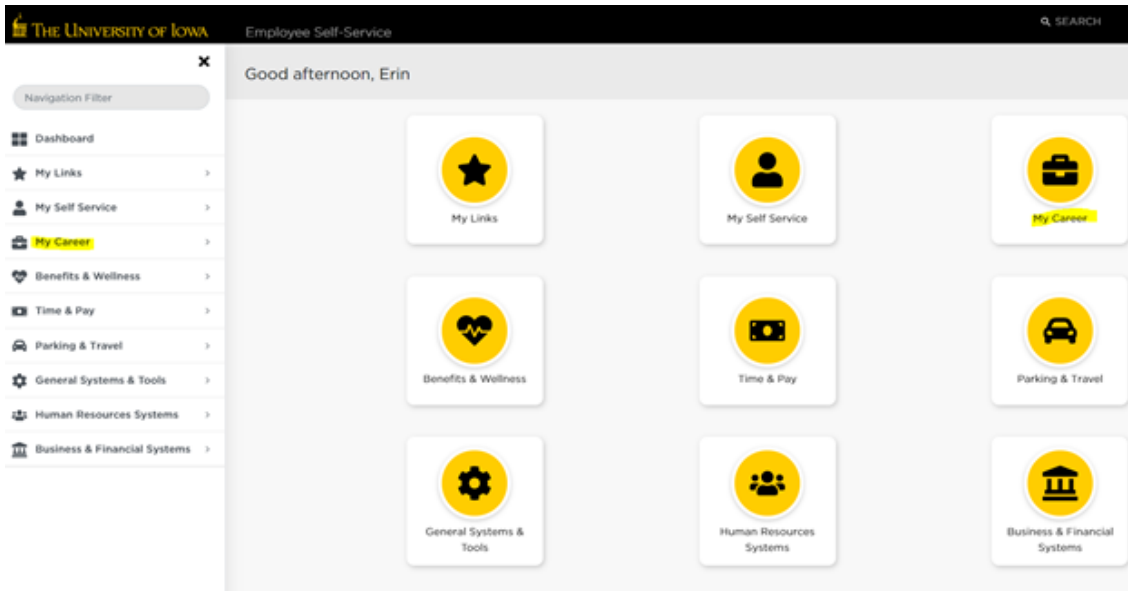 THE UNIVERSITY OF IOWA
Employee Self-Service
SEARCH
Navigation Filter
Dashboard
My Links
My Self Service
My Career
Benefits & Wellness
Time & Pay
Parking & Travel
General Systems & Tools
Human Resources Systems
Business & Financial Systems
Good afternoon, Erin
My Links
My Self Service
My Career
Benefits & Wellness
Time & Pay
Parking & Travel
General Systems &
Tools
Human Resources
Systems
Business & Financial
Systems